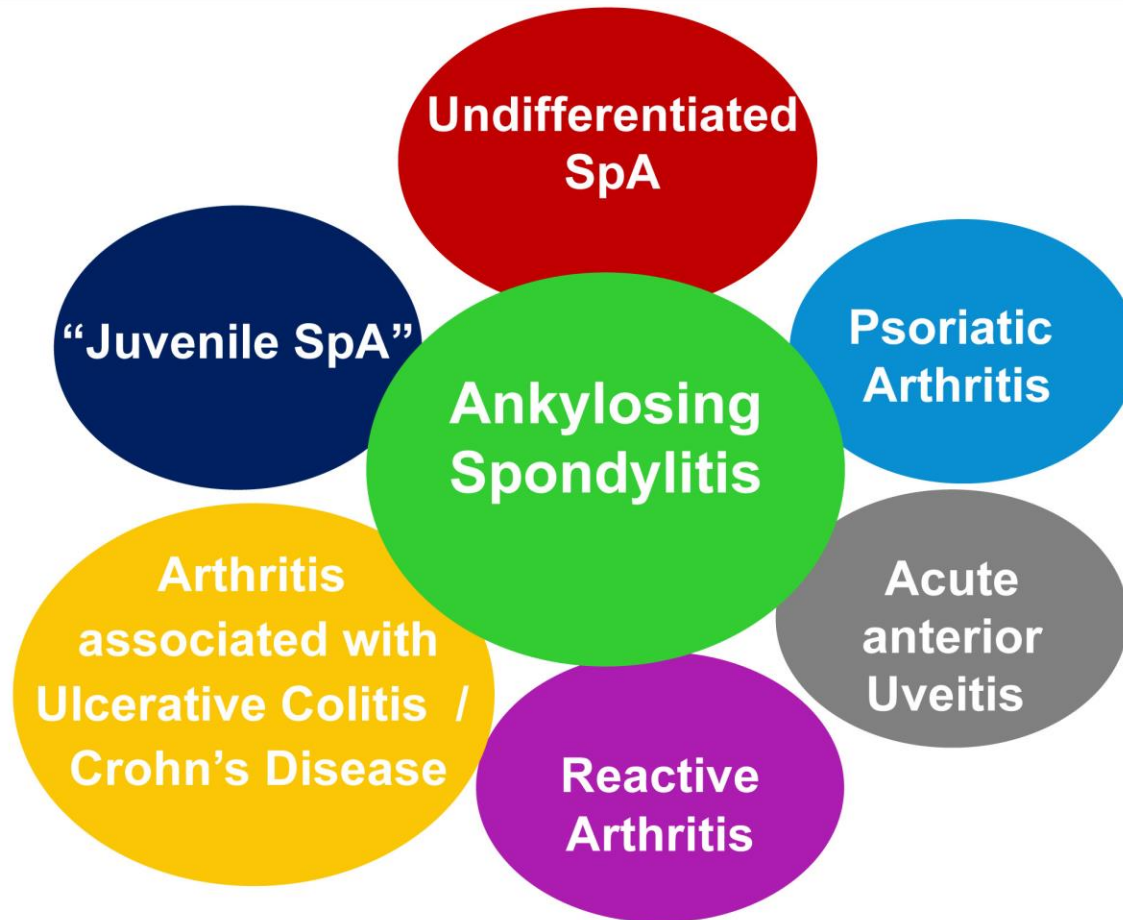 Undifferentiated
SpA
“Juvenile SpA”
Psoriatic
Arthritis
Ankylosing
Spondylitis
Arthritis
associated with
Ulcerative Colitis /
Crohn’s Disease
Acute
anterior
Uveitis
Reactive
Arthritis